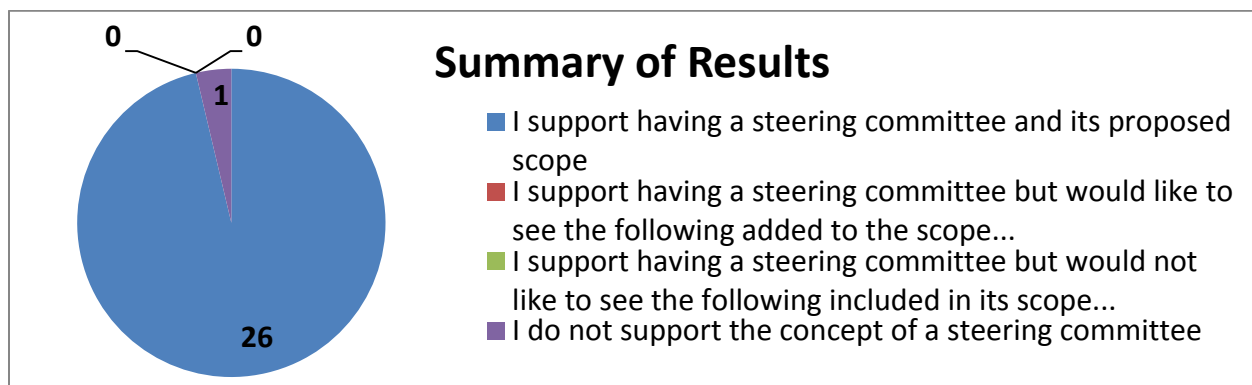 0
0
1
26
Summary of Results
I support having a steering committee and its proposed
scope
I support having a steering committee but would like to
see the following added to the scope...
I support having a steering committee but would not
like to see the following included in its scope...
I do not support the concept of a steering committee